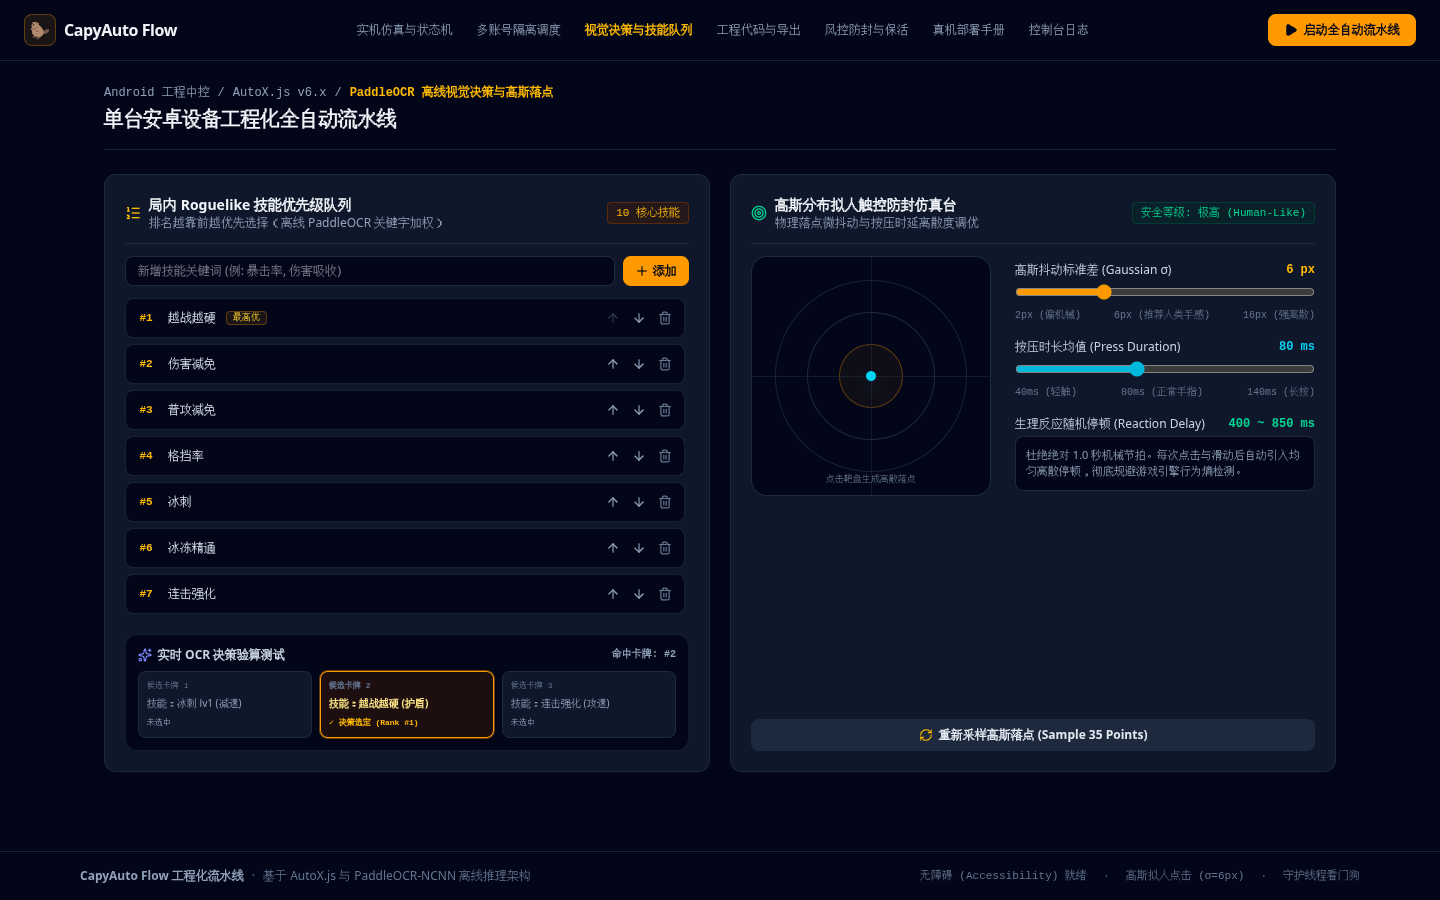 CapyAuto Flow
实机仿真与状态机
多账号隔离调度
视觉决策与技能队列
工程代码与导出
风控防封与保活
真机部署手册
控制台日志
启动全自动流水线
Android 工程中控 / AutoX.js v6.x / PaddleOCR 离线视觉决策与高斯落点
单台安卓设备工程化全自动流水线
局内 Roguelike 技能优先级队列
排名越靠前越优先选择（离线 PaddleOCR 关键字加权）
10 核心技能
新增技能关键词 (例: 暴击率, 伤害吸收)
添加
#1 越战越硬 最高优
#2 伤害减免
#3 普攻减免
#4 格挡率
#5 冰刺
#6 冰冻精通
#7 连击强化
实时 OCR 决策验算测试
命中卡牌: #2
候选卡牌 1
技能：冰刺 lv1 (减速)
未选中
候选卡牌 2
技能：越战越硬 (护盾)
✓ 决策选定 (Rank #1)
候选卡牌 3
技能：连击强化 (攻速)
未选中
高斯分布拟人触控防封仿真台
物理落点微抖动与按压时延离散度调优
安全等级: 极高 (Human-Like)
点击靶盘生成高散落点
高斯抖动标准差 (Gaussian σ) 6 px
2px (偏机械) 6px (推荐人类手感) 16px (强离散)
按压时长均值 (Press Duration) 80 ms
40ms (轻触) 80ms (正常手指) 140ms (长按)
生理反应随机停顿 (Reaction Delay) 400 ~ 850 ms
杜绝绝对 1.0 秒机械节拍。每次点击与滑动后自动引入均
匀离散停顿，彻底规避游戏引擎行为熵检测。
重新采样高斯落点 (Sample 35 Points)
CapyAuto Flow 工程化流水线 · 基于 AutoX.js 与 PaddleOCR-NCNN 离线推理架构
无障碍 (Accessibility) 就绪 · 高斯拟人点击 (σ=6px) · 守护线程看门狗